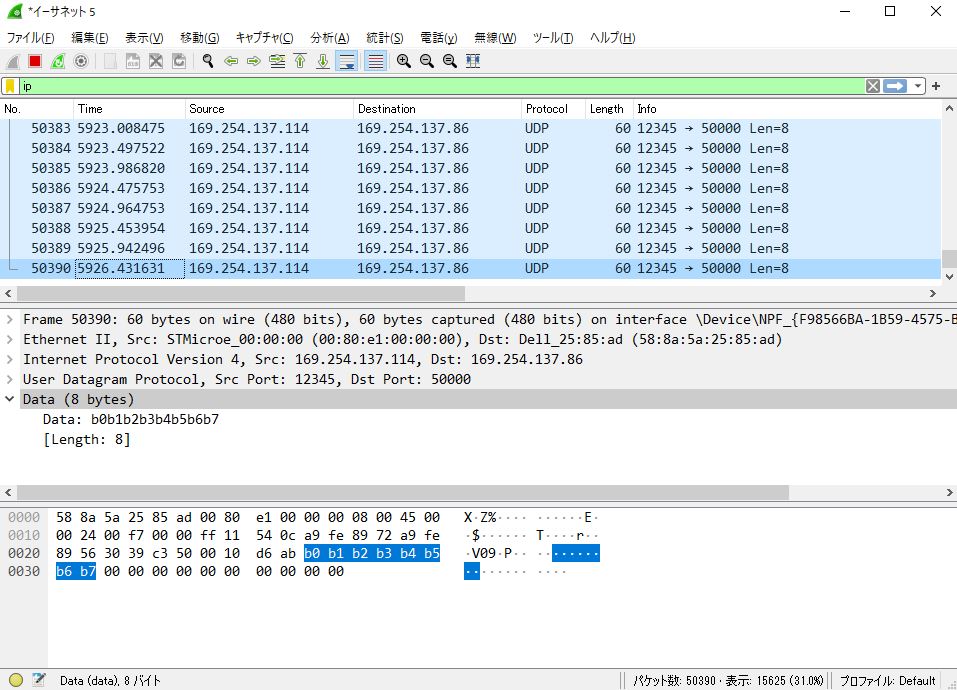 *イーサネット 5
ファイル(F) 編集(E) 表示(V) 移動(G) キャプチャ(C) 分析(A) 統計(S) 電話(y) 無線(W) ツール(T) ヘルプ(H)
ip
No. Time Source Destination Protocol Length Info
50383 5923.008475 169.254.137.114 169.254.137.86 UDP 60 12345 → 50000 Len=8
50384 5923.497522 169.254.137.114 169.254.137.86 UDP 60 12345 → 50000 Len=8
50385 5923.986820 169.254.137.114 169.254.137.86 UDP 60 12345 → 50000 Len=8
50386 5924.475753 169.254.137.114 169.254.137.86 UDP 60 12345 → 50000 Len=8
50387 5924.964753 169.254.137.114 169.254.137.86 UDP 60 12345 → 50000 Len=8
50388 5925.453954 169.254.137.114 169.254.137.86 UDP 60 12345 → 50000 Len=8
50389 5925.942496 169.254.137.114 169.254.137.86 UDP 60 12345 → 50000 Len=8
50390 5926.431631 169.254.137.114 169.254.137.86 UDP 60 12345 → 50000 Len=8
Frame 50390: 60 bytes on wire (480 bits), 60 bytes captured (480 bits) on interface \Device\NPF_{F98566BA-1B59-4575-B
Ethernet II, Src: STMicroe_00:00:00 (00:80:e1:00:00:00), Dst: Dell_25:85:ad (58:8a:5a:25:85:ad)
Internet Protocol Version 4, Src: 169.254.137.114, Dst: 169.254.137.86
User Datagram Protocol, Src Port: 12345, Dst Port: 50000
Data (8 bytes)
Data: b0b1b2b3b4b5b6b7
[Length: 8]
0000 58 8a 5a 25 85 ad 00 80 e1 00 00 00 08 00 45 00 X·Z%···· ······E·
0010 00 24 00 f7 00 00 ff 11 54 0c a9 fe 89 72 a9 fe ·$······ T····r··
0020 89 56 30 39 c3 50 00 10 d6 ab b0 b1 b2 b3 b4 b5 ·V09·P·· ········
0030 b6 b7 00 00 00 00 00 00 00 00 00 00 ········ ····
Data (data), 8 バイト パケット数: 50390 · 表示: 15625 (31.0%) プロファイル: Default